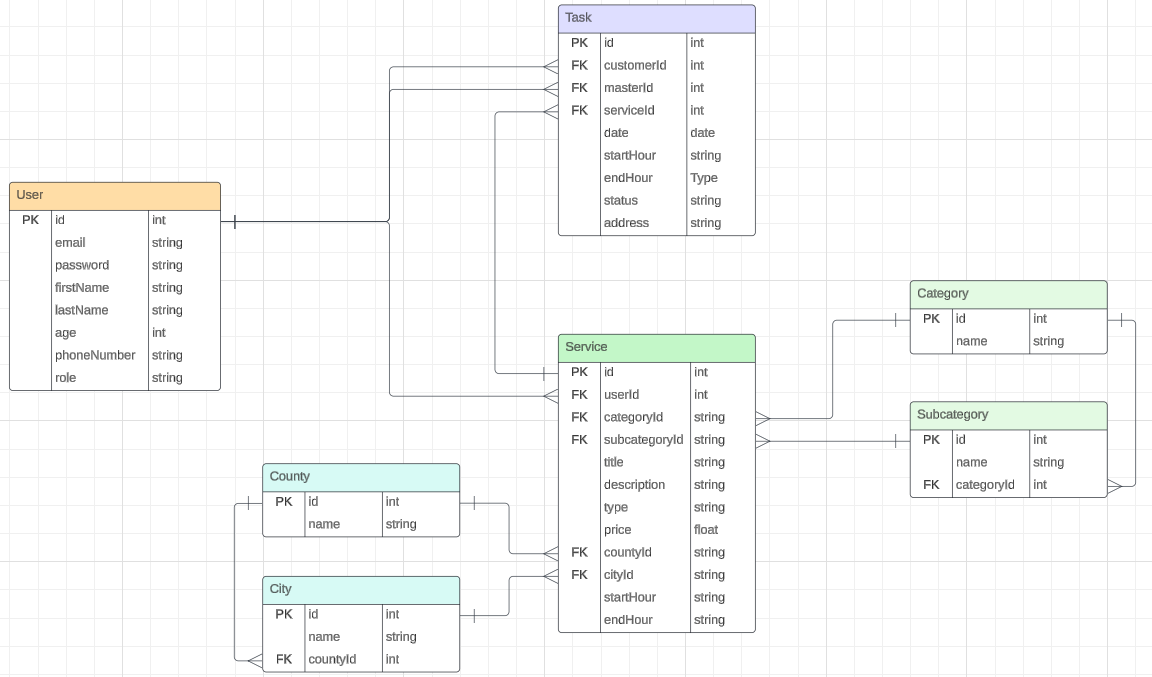 Task
PK id int
FK customerId int
FK masterId int
FK serviceId int
date date
startHour string
endHour Type
status string
address string
User
PK id int
email string
password string
firstName string
lastName string
age int
phoneNumber string
role string
Category
PK id int
name string
Service
PK id int
FK userId int
FK categoryId string
FK subcategoryId string
title string
description string
type string
price float
FK countyId string
FK cityId string
startHour string
endHour string
Subcategory
PK id int
name string
FK categoryId int
County
PK id int
name string
City
PK id int
name string
FK countyId int